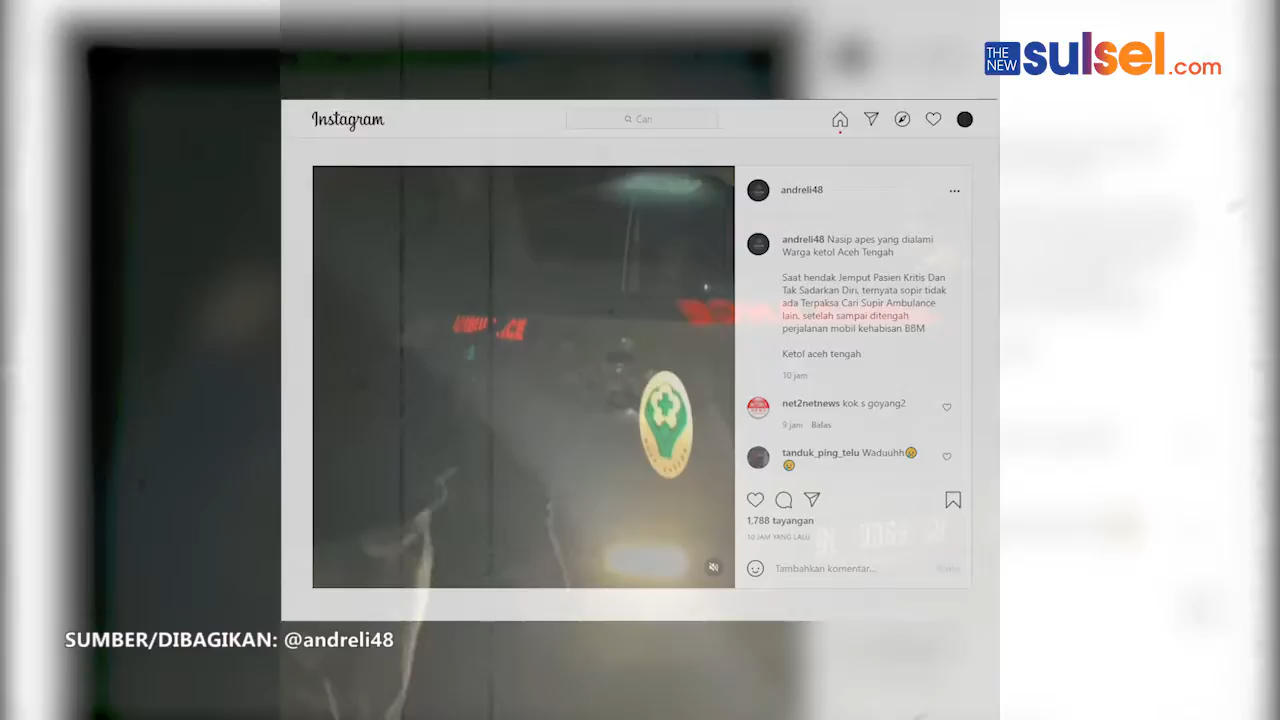 THE NEW sulsel.com
Instagram
Cari
andreli48
andreli48 Nasip apes yang dialami
Warga ketol Aceh Tengah
Saat hendak Jemput Pasien Kritis Dan
Tak Sadarkan Diri, ternyata sopir tidak
ada Terpaksa Cari Supir Ambulance
lain, setelah sampai ditengah
perjalanan mobil kehabisan BBM
Ketol aceh tengah
10 jam
net2netnews kok s goyang2
9 jam Balas
tanduk_ping_telu Waduuhh
1,788 tayangan
10 JAM YANG LALU
Tambahkan komentar...
SUMBER/DIBAGIKAN: @andreli48